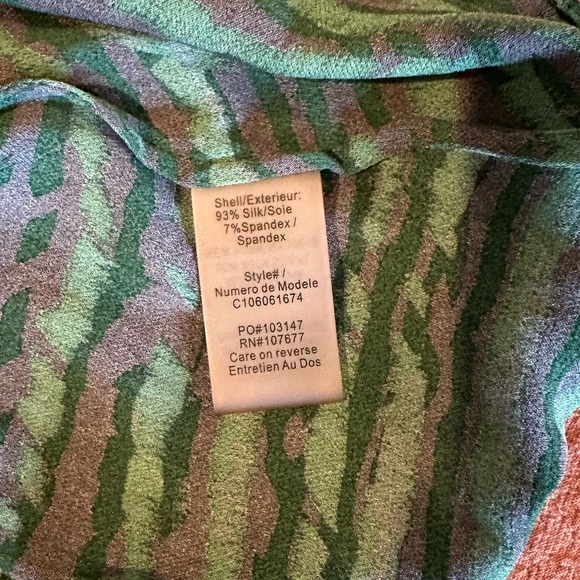 Shell/Exterieur:
93% Silk/Soie
7%Spandex /
Spandex
Style# /
Numero de Modele
C106061674
PO#103147
RN#107677
Care on reverse
Entretien Au Dos